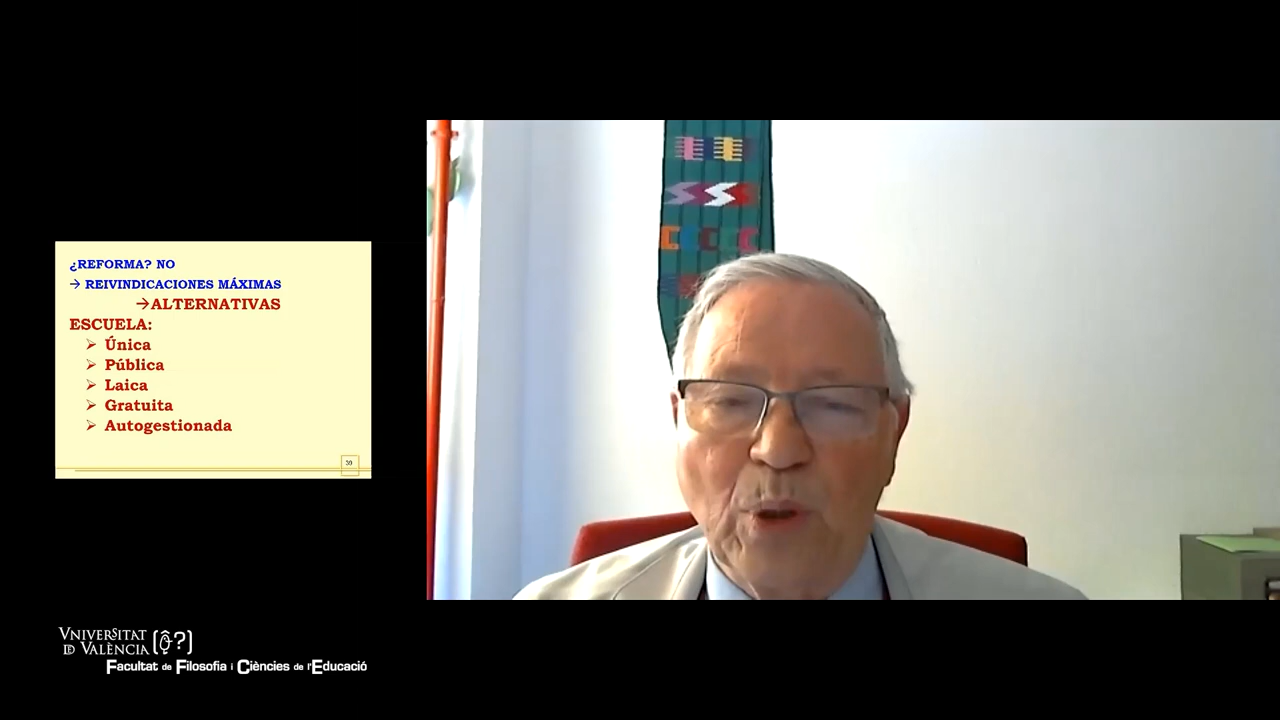 ¿REFORMA? NO
→ REIVINDICACIONES MÁXIMAS
→ALTERNATIVAS
ESCUELA:
➢ Única
➢ Pública
➢ Laica
➢ Gratuita
➢ Autogestionada
39
VNIVERSITAT
ID VALÈNCIA
Facultat de Filosofia i Ciències de l'Educació